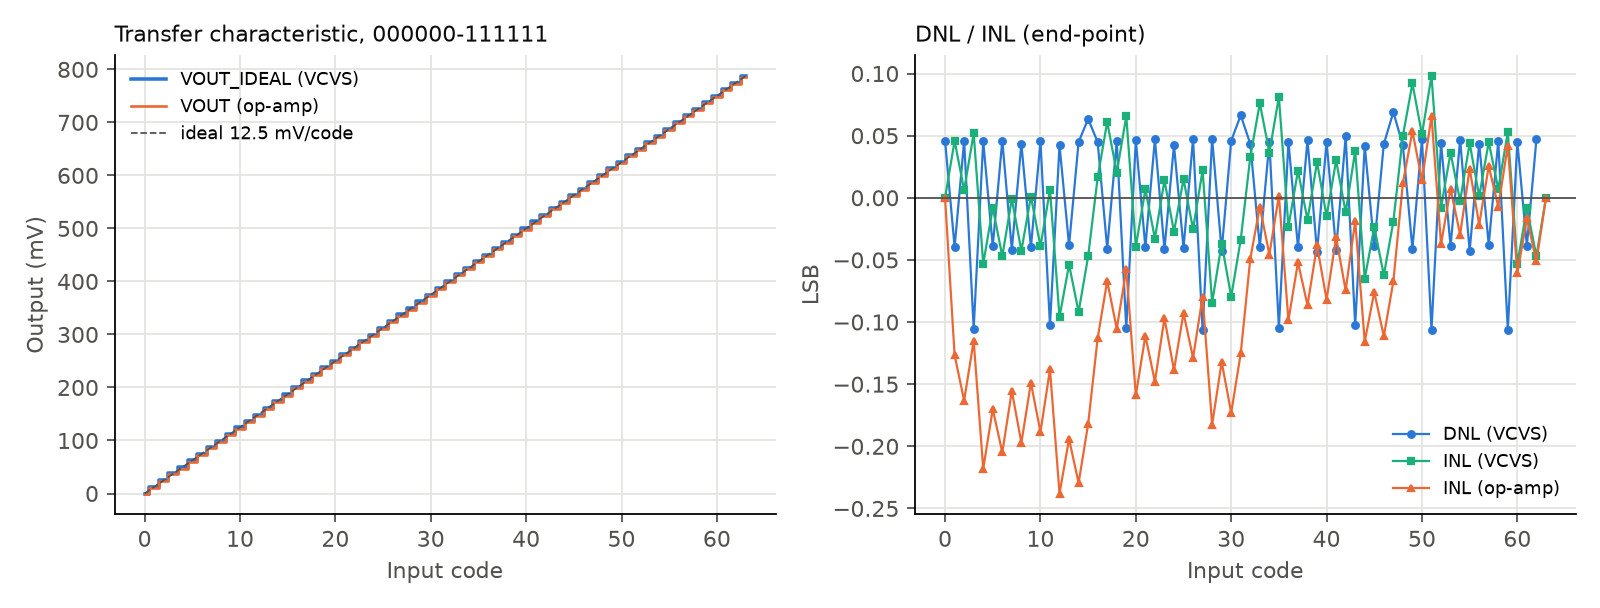 Transfer characteristic, 000000-111111
VOUT_IDEAL (VCVS)
VOUT (op-amp)
ideal 12.5 mV/code
Output (mV)
800
700
600
500
400
300
200
100
0
0 10 20 30 40 50 60
Input code
DNL / INL (end-point)
LSB
0.10
0.05
0.00
−0.05
−0.10
−0.15
−0.20
−0.25
DNL (VCVS)
INL (VCVS)
INL (op-amp)
0 10 20 30 40 50 60
Input code